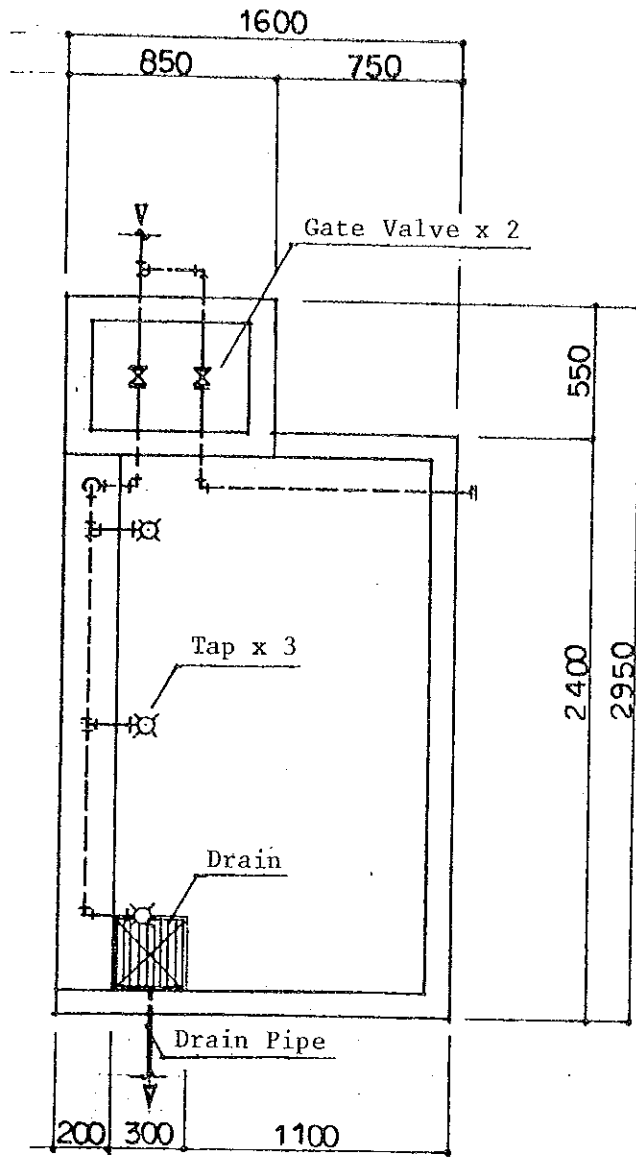 1600
850 750
V
Gate Valve x 2
550
Tap x 3
2400
2950
Drain
Drain Pipe
200 300 1100